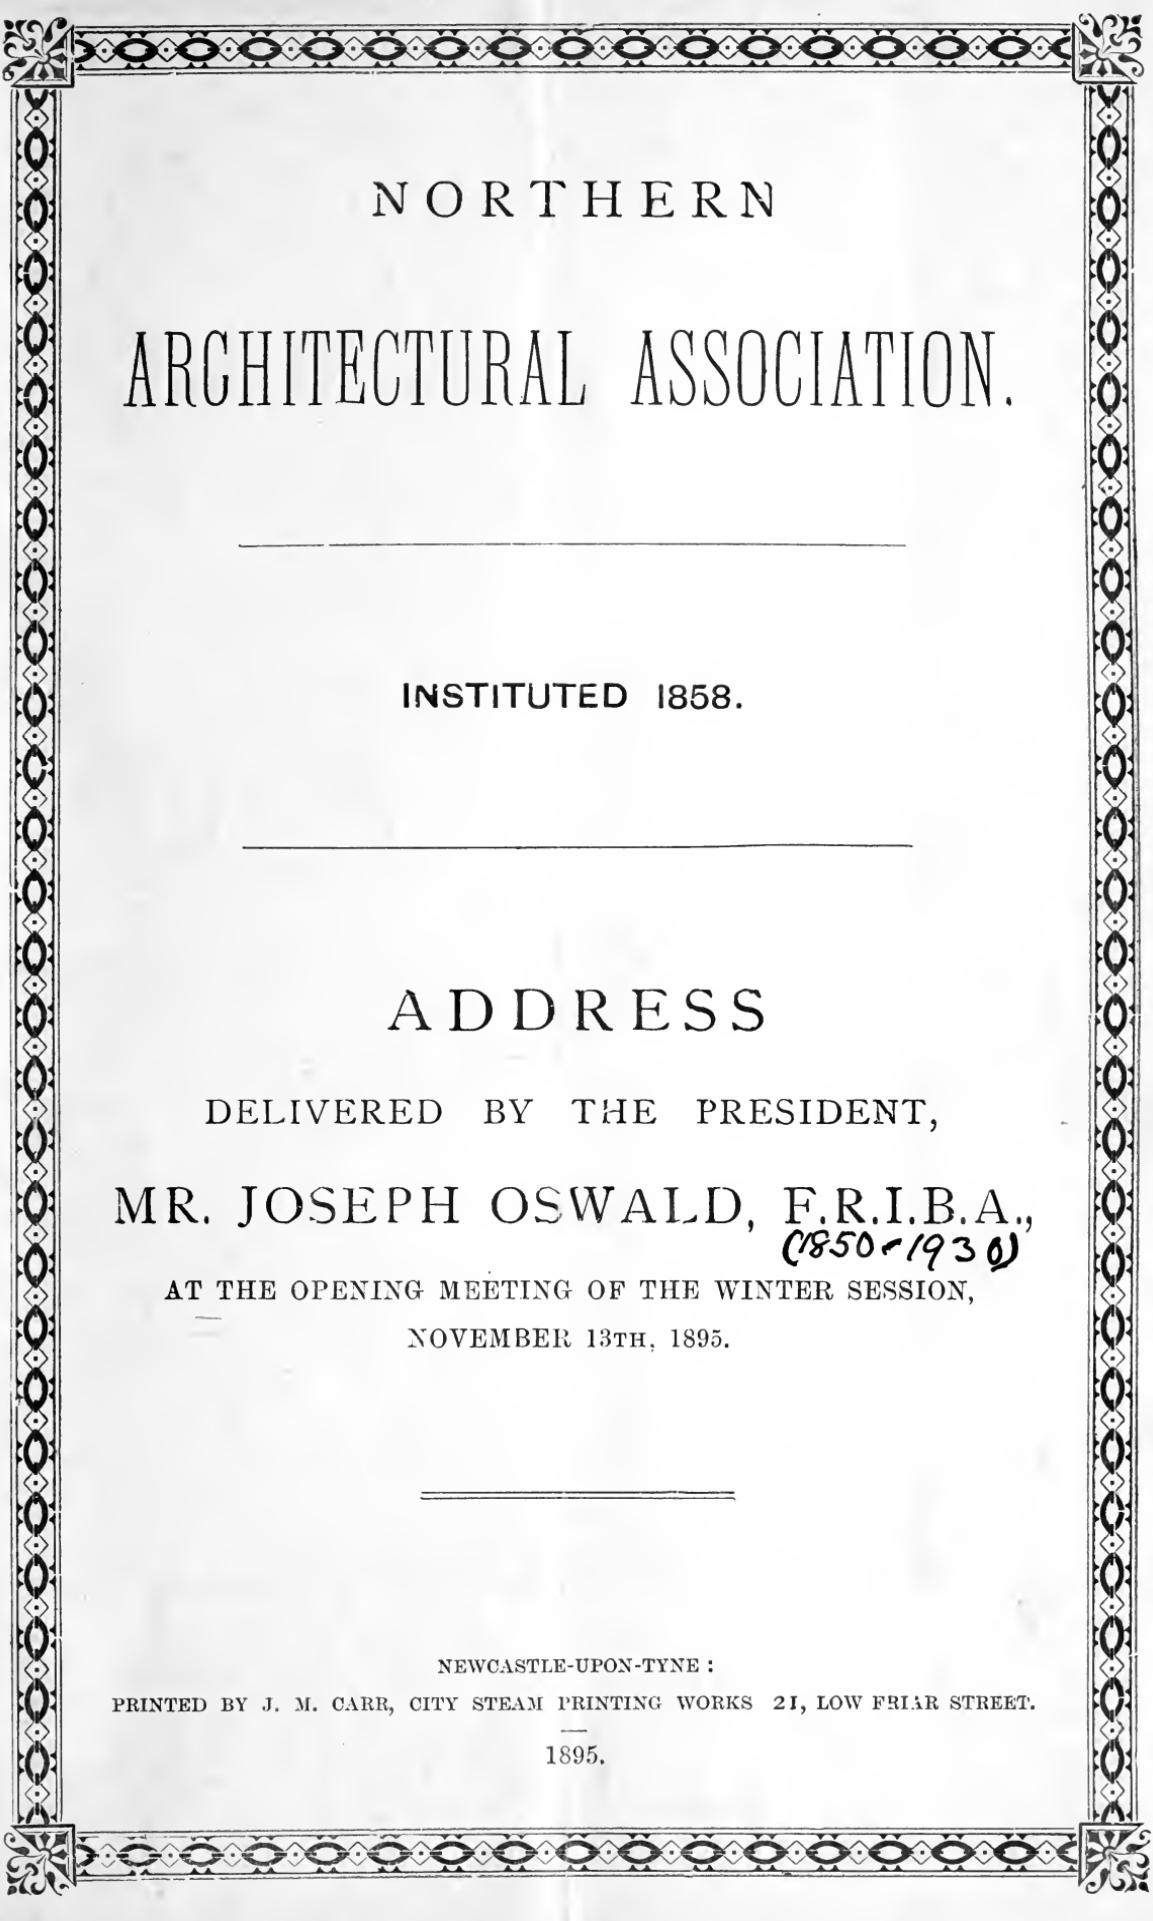 NORTHERN
ARCHITECTURAL ASSOCIATION.
INSTITUTED 1858.
ADDRESS
DELIVERED BY THE PRESIDENT,
MR. JOSEPH OSWALD, F.R.I.B.A.,
(1850-1930)
AT THE OPENING MEETING OF THE WINTER SESSION,
NOVEMBER 13TH, 1895.
NEWCASTLE-UPON-TYNE :
PRINTED BY J. M. CARR, CITY STEAM PRINTING WORKS 21, LOW FRIAR STREET.
1895.